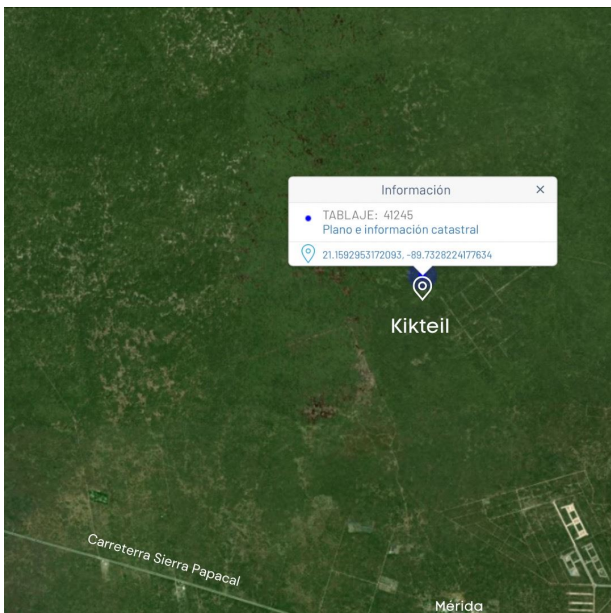 Información
TABLAJE: 41245
Plano e información catastral
21.1592953172093, -89.7328224177634
Kikteil
Carreterra Sierra Papacal
Mérida